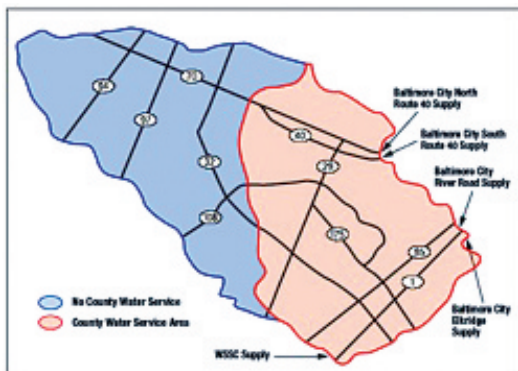 94
97
70
32
108
40
29
175
95
1
Baltimore City North
Route 40 Supply
Baltimore City South
Route 40 Supply
Baltimore City
River Road Supply
Baltimore City
Elkridge
Supply
No County Water Service
County Water Service Area
WSSC Supply